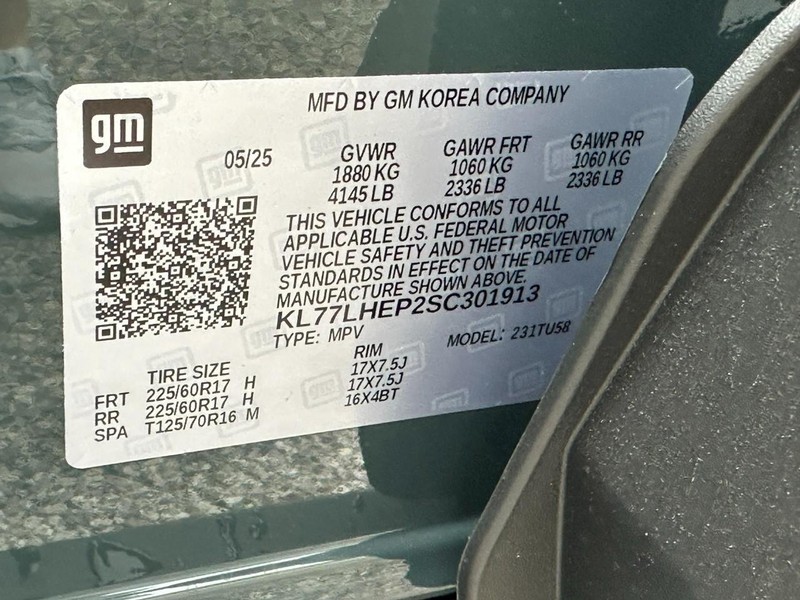 gm
MFD BY GM KOREA COMPANY
05/25
GVWR GAWR FRT GAWR RR
1880 KG 1060 KG 1060 KG
4145 LB 2336 LB 2336 LB
THIS VEHICLE CONFORMS TO ALL
APPLICABLE U.S. FEDERAL MOTOR
VEHICLE SAFETY AND THEFT PREVENTION
STANDARDS IN EFFECT ON THE DATE OF
MANUFACTURE SHOWN ABOVE.
KL77LHEP2SC301913
TYPE: MPV MODEL: 231TU58
TIRE SIZE RIM
FRT 225/60R17 H 17X7.5J
RR 225/60R17 H 17X7.5J
SPA T125/70R16 M 16X4BT